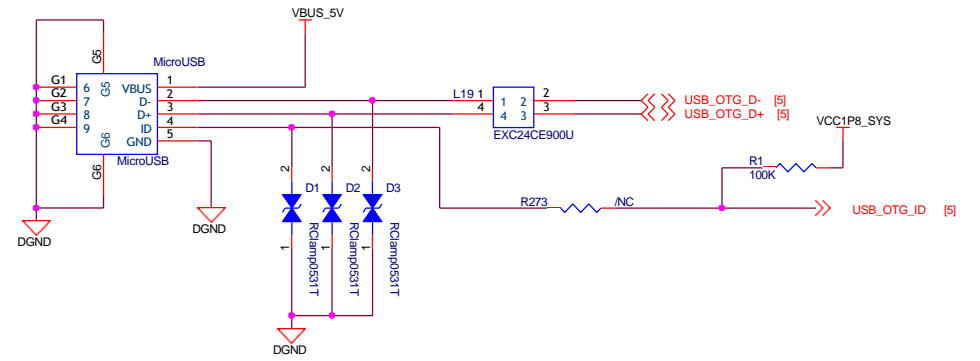 VBUS_5V
G5
MicroUSB
G1 6 G5 VBUS 1
G2 7 D- 2
G3 8 D+ 3
G4 9 ID 4
G6 GND 5
MicroUSB
G6
DGND
DGND
L19 1 1 2 2
4 4 3 3
EXC24CE900U
USB_OTG_D- [5]
USB_OTG_D+ [5]
VCC1P8_SYS
R1
100K
2 2 2
D1 D2 D3
1 1 1
RClamp0531T RClamp0531T RClamp0531T
R273 /NC
USB_OTG_ID [5]
DGND